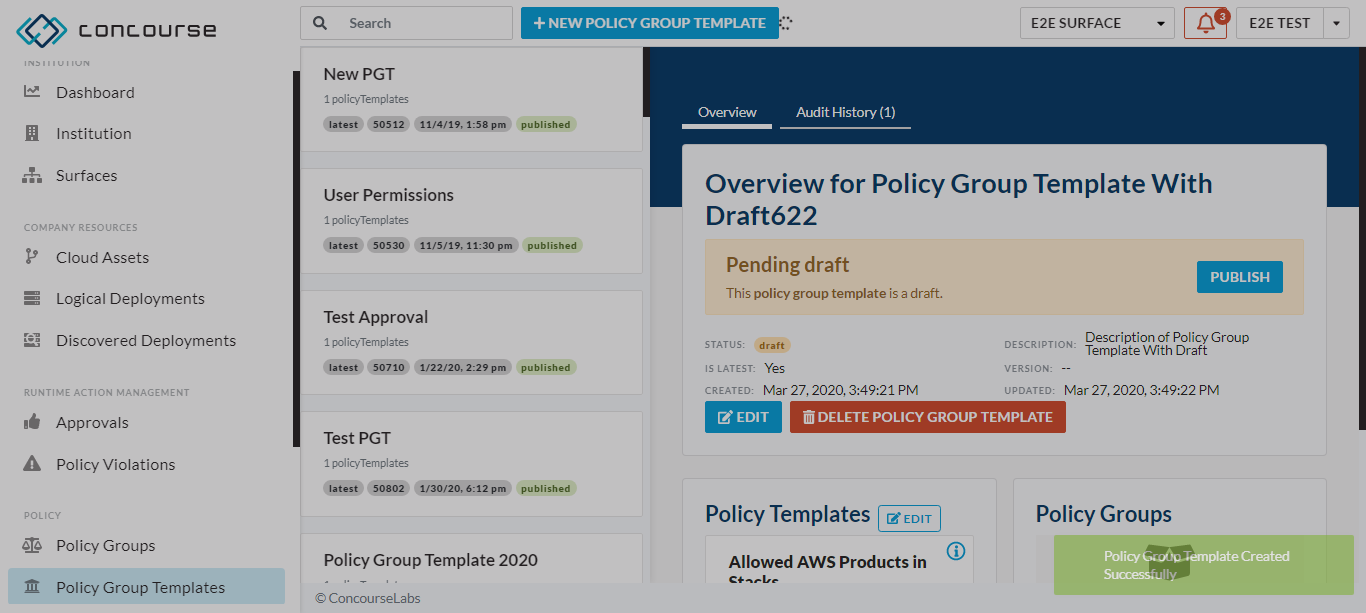 concourse
Search
NEW POLICY GROUP TEMPLATE
E2E SURFACE
3
E2E TEST
INSTITUTION
Dashboard
Institution
Surfaces
COMPANY RESOURCES
Cloud Assets
Logical Deployments
Discovered Deployments
RUNTIME ACTION MANAGEMENT
Approvals
Policy Violations
POLICY
Policy Groups
Policy Group Templates
New PGT
1 policyTemplates
latest 50512 11/4/19, 1:58 pm published
User Permissions
1 policyTemplates
latest 50530 11/5/19, 11:30 pm published
Test Approval
1 policyTemplates
latest 50710 1/22/20, 2:29 pm published
Test PGT
1 policyTemplates
latest 50802 1/30/20, 6:12 pm published
Policy Group Template 2020
© ConcourseLabs
Overview
Audit History (1)
Overview for Policy Group Template With
Draft622
Pending draft
This policy group template is a draft.
PUBLISH
STATUS: draft
IS LATEST: Yes
CREATED: Mar 27, 2020, 3:49:21 PM
DESCRIPTION: Description of Policy Group
Template With Draft
VERSION: --
UPDATED: Mar 27, 2020, 3:49:22 PM
EDIT
DELETE POLICY GROUP TEMPLATE
Policy Templates
EDIT
Allowed AWS Products in
Stacks
Policy Groups
Policy Group Template Created
Successfully